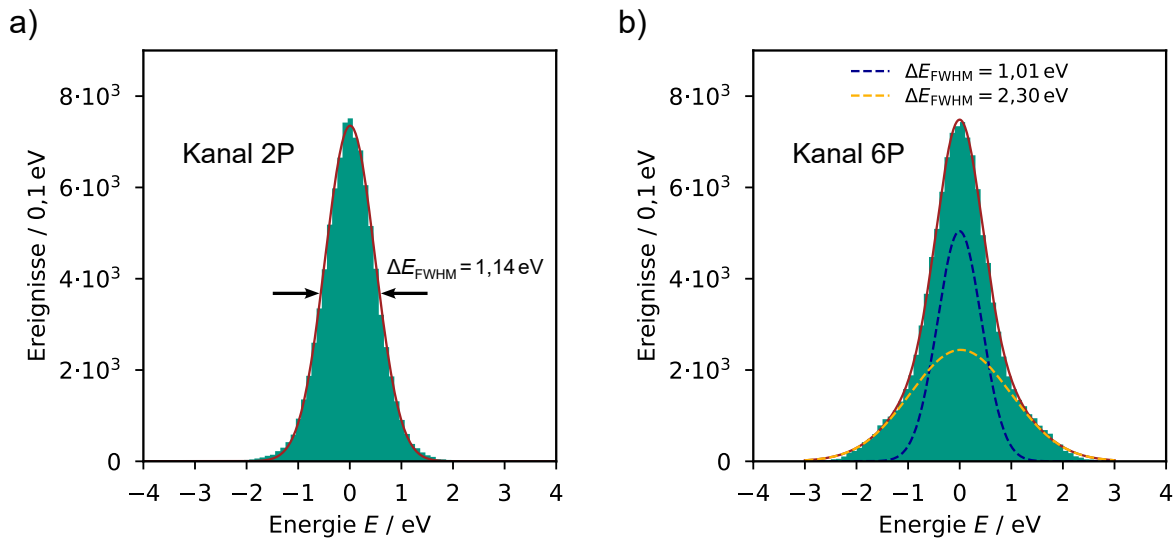 a)
8·10³
6·10³
4·10³
2·10³
0
Ereignisse / 0,1 eV
Kanal 2P
ΔE_FWHM = 1,14 eV
−4 −3 −2 −1 0 1 2 3 4
Energie E / eV
b)
8·10³
6·10³
4·10³
2·10³
0
Ereignisse / 0,1 eV
ΔE_FWHM = 1,01 eV
ΔE_FWHM = 2,30 eV
Kanal 6P
−4 −3 −2 −1 0 1 2 3 4
Energie E / eV